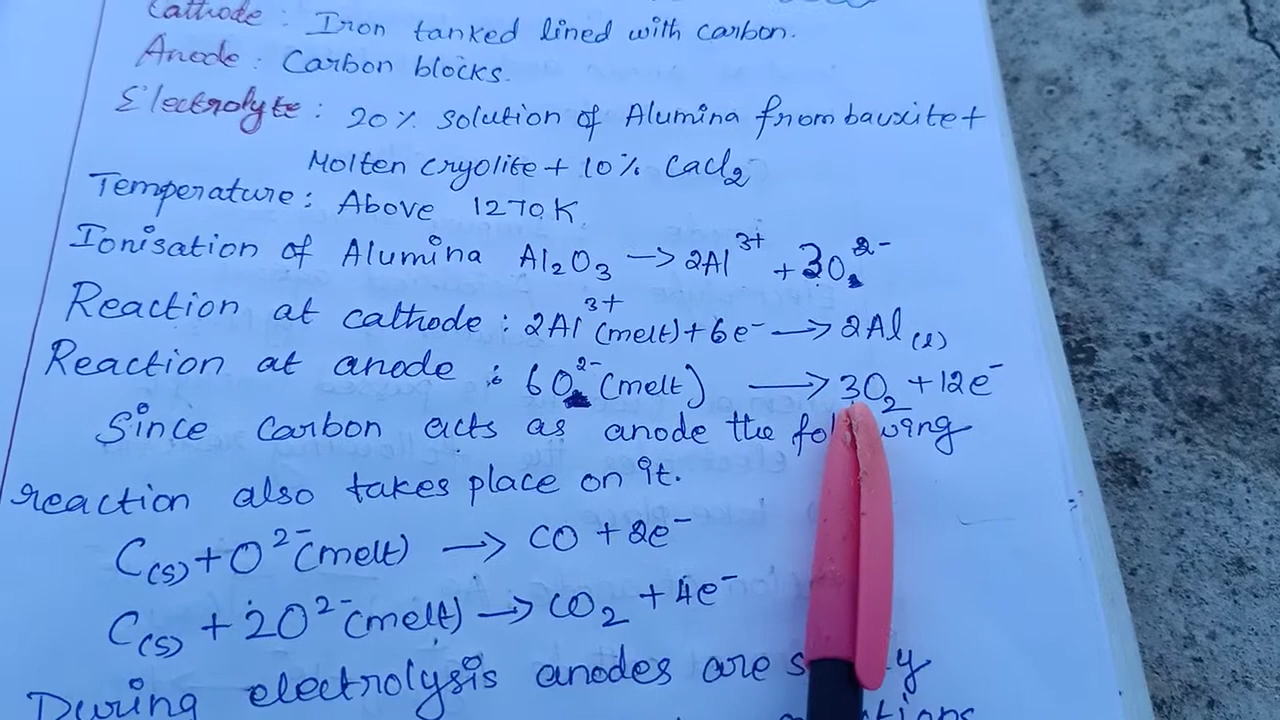 Cathode : Iron tanked lined with carbon.
Anode : Carbon blocks.
Electrolyte : 20% solution of Alumina from bauxite +
Molten cryolite + 10% CaCl₂
Temperature : Above 1270K.
Ionisation of Alumina Al₂O₃ → 2Al³⁺ + 3O²⁻
Reaction at cathode : 2Al³⁺(melt) + 6e⁻ → 2Al(l)
Reaction at anode : 6O²⁻(melt) → 3O₂ + 12e⁻
Since carbon acts as anode the
reaction also takes place on it.
C(s) + O²⁻(melt) → CO + 2e⁻
C(s) + 2O²⁻(melt) → CO₂ + 4e⁻
During electrolysis anodes are